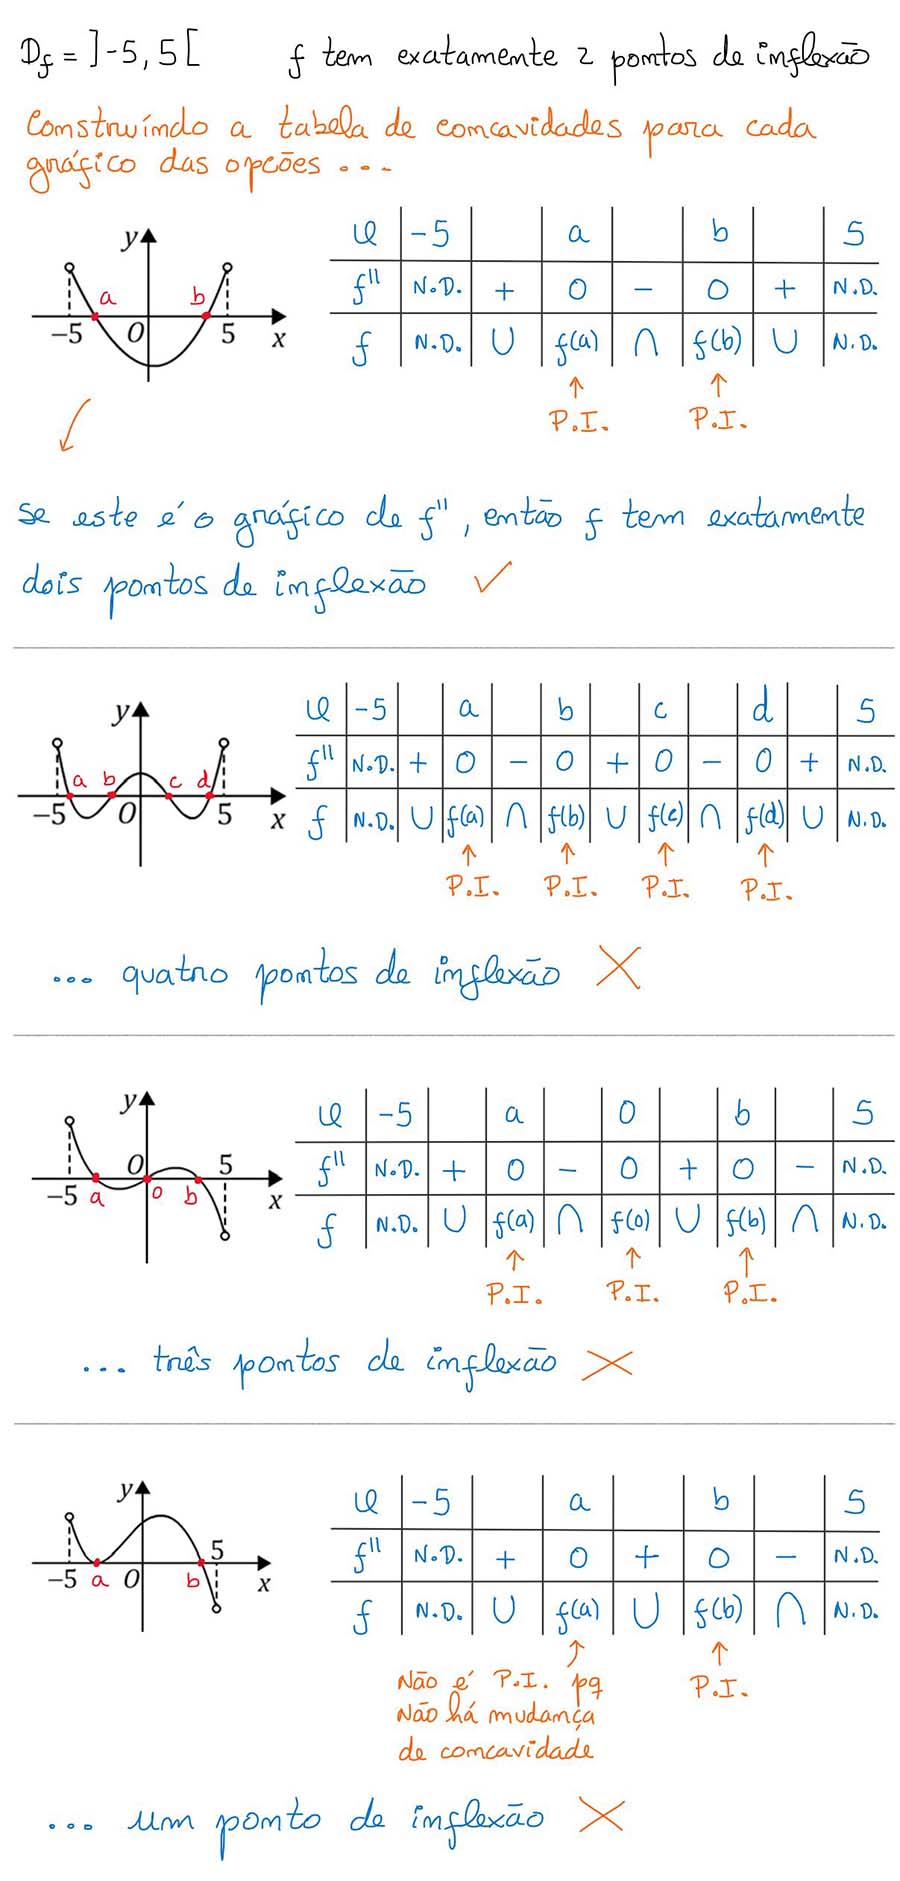 Df = ]-5, 5[ f tem exatamente 2 pontos de inflexão
Construíndo a tabela de concavidades para cada
gráfico das opções ...
y
a b
-5 0 5 x
x -5 a b 5
f'' N.D. + 0 - 0 + N.D.
f N.D. ∪ f(a) ∩ f(b) ∪ N.D.
↑ ↑
P.I. P.I.
se este é o gráfico de f'', então f tem exatamente
dois pontos de inflexão ✓
y
a b c d
-5 0 5 x
x -5 a b c d 5
f'' N.D. + 0 - 0 + 0 - 0 + N.D.
f N.D. ∪ f(a) ∩ f(b) ∪ f(c) ∩ f(d) ∪ N.D.
↑ ↑ ↑ ↑
P.I. P.I. P.I. P.I.
... quatro pontos de inflexão ✗
y
0 5
-5 a 0 b x
x -5 a 0 b 5
f'' N.D. + 0 - 0 + 0 - N.D.
f N.D. ∪ f(a) ∩ f(0) ∪ f(b) ∩ N.D.
↑ ↑ ↑
P.I. P.I. P.I.
... três pontos de inflexão ✗
y
5
-5 a 0 b x
x -5 a b 5
f'' N.D. + 0 + 0 - N.D.
f N.D. ∪ f(a) ∪ f(b) ∩ N.D.
↑ ↑
Não é P.I. pq P.I.
Não há mudança
de concavidade
... um ponto de inflexão ✗